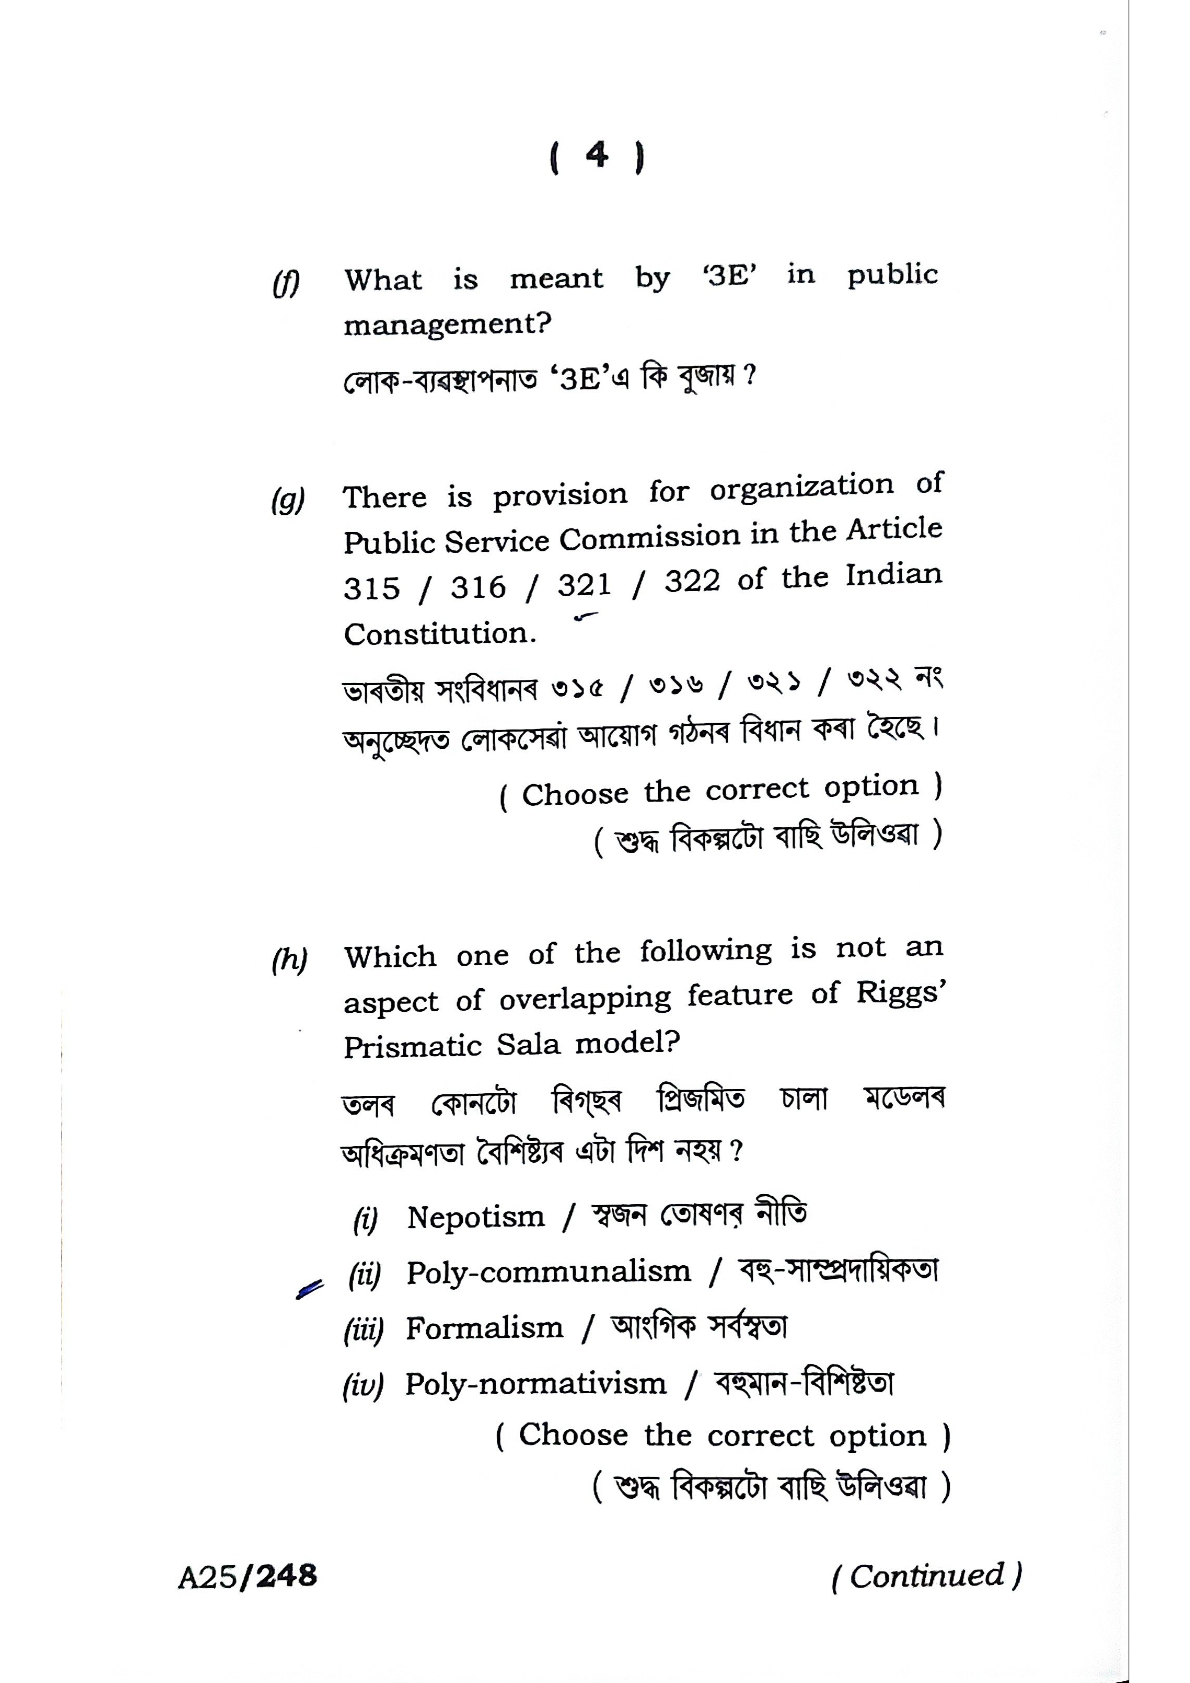 ( 4 )
(f) What is meant by ‘3E’ in public
management?
লোক-ব্যৱস্থাপনাত ‘3E’এ কি বুজায় ?
(g) There is provision for organization of
Public Service Commission in the Article
315 / 316 / 321 / 322 of the Indian
Constitution.
ভাৰতীয় সংবিধানৰ ৩১৫ / ৩১৬ / ৩২১ / ৩২২ নং
অনুচ্ছেদত লোকসেৱা আয়োগ গঠনৰ বিধান কৰা হৈছে।
( Choose the correct option )
( শুদ্ধ বিকল্পটো বাছি উলিওৱা )
(h) Which one of the following is not an
aspect of overlapping feature of Riggs’
Prismatic Sala model?
তলৰ কোনটো ৰিগ্‌ছৰ প্ৰিজমিত চালা মডেলৰ
অধিক্ৰমণতা বৈশিষ্ট্যৰ এটা দিশ নহয় ?
(i) Nepotism / স্বজন তোষণৰ নীতি
(ii) Poly-communalism / বহু-সাম্প্ৰদায়িকতা
(iii) Formalism / আংগিক সৰ্বস্বতা
(iv) Poly-normativism / বহুমান-বিশিষ্টতা
( Choose the correct option )
( শুদ্ধ বিকল্পটো বাছি উলিওৱা )
A25/248 ( Continued )